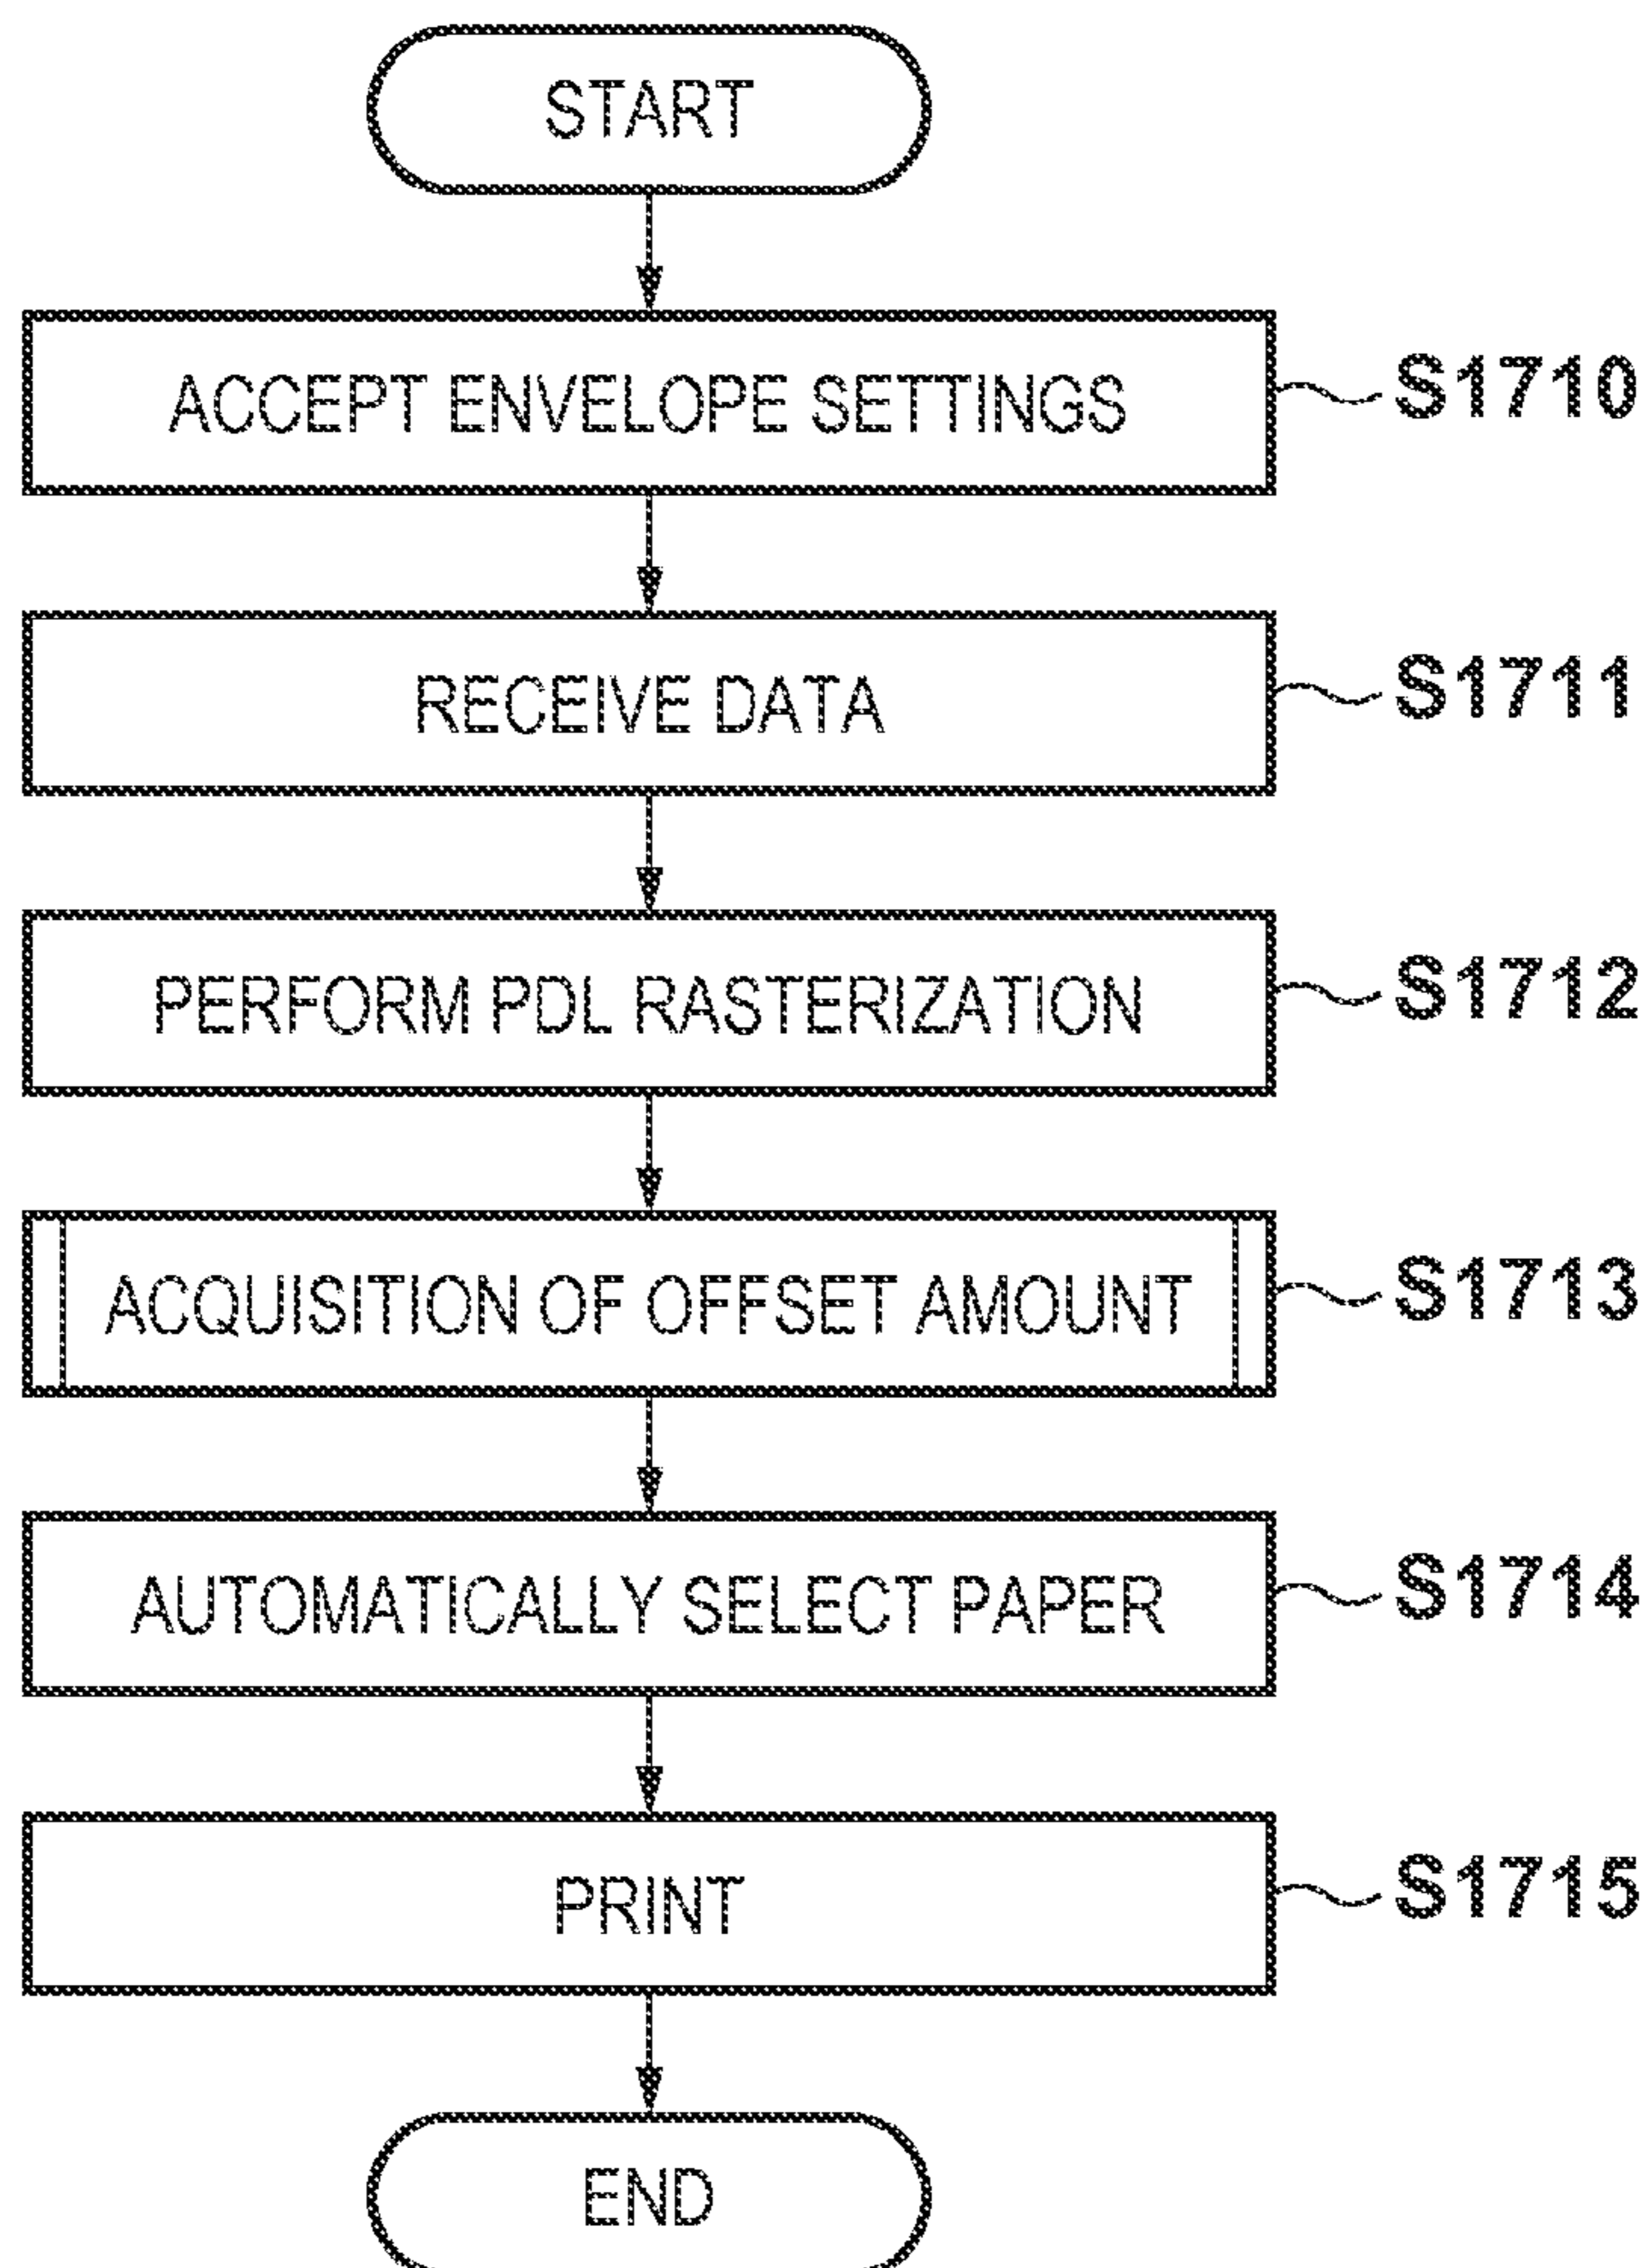 START
ACCEPT ENVELOPE SETTINGS S1710
RECEIVE DATA S1711
PERFORM PDL RASTERIZATION S1712
ACQUISITION OF OFFSET AMOUNT S1713
AUTOMATICALLY SELECT PAPER S1714
PRINT S1715
END